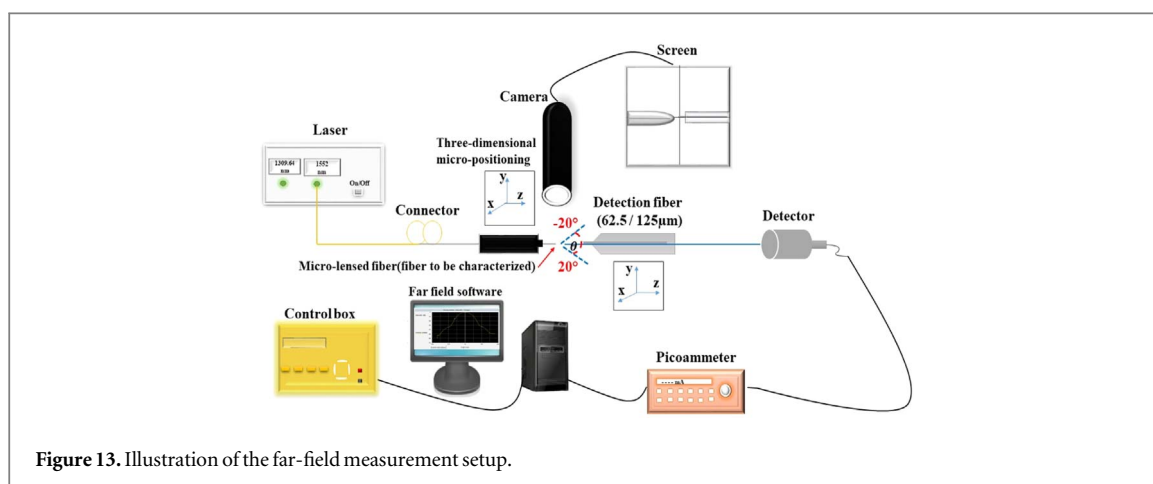 Screen
Camera
Laser
1309.64
nm
1552
nm
On/Off
Three-dimensional
micro-positioning
y
z
x
Connector
Detection fiber
(62.5 / 125μm)
Detector
-20°
θ
20°
Micro-lensed fiber(fiber to be characterized)
y
z
x
Far field software
Control box
Picoammeter
---- mA
Figure 13. Illustration of the far-field measurement setup.